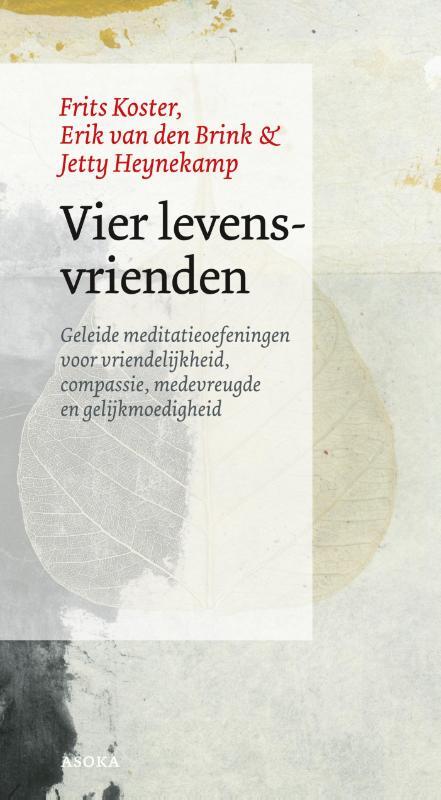 Frits Koster,
Erik van den Brink &
Jetty Heynekamp
Vier levens-
vrienden
Geleide meditatieoefeningen
voor vriendelijkheid,
compassie, medevreugde
en gelijkmoedigheid
ASOKA